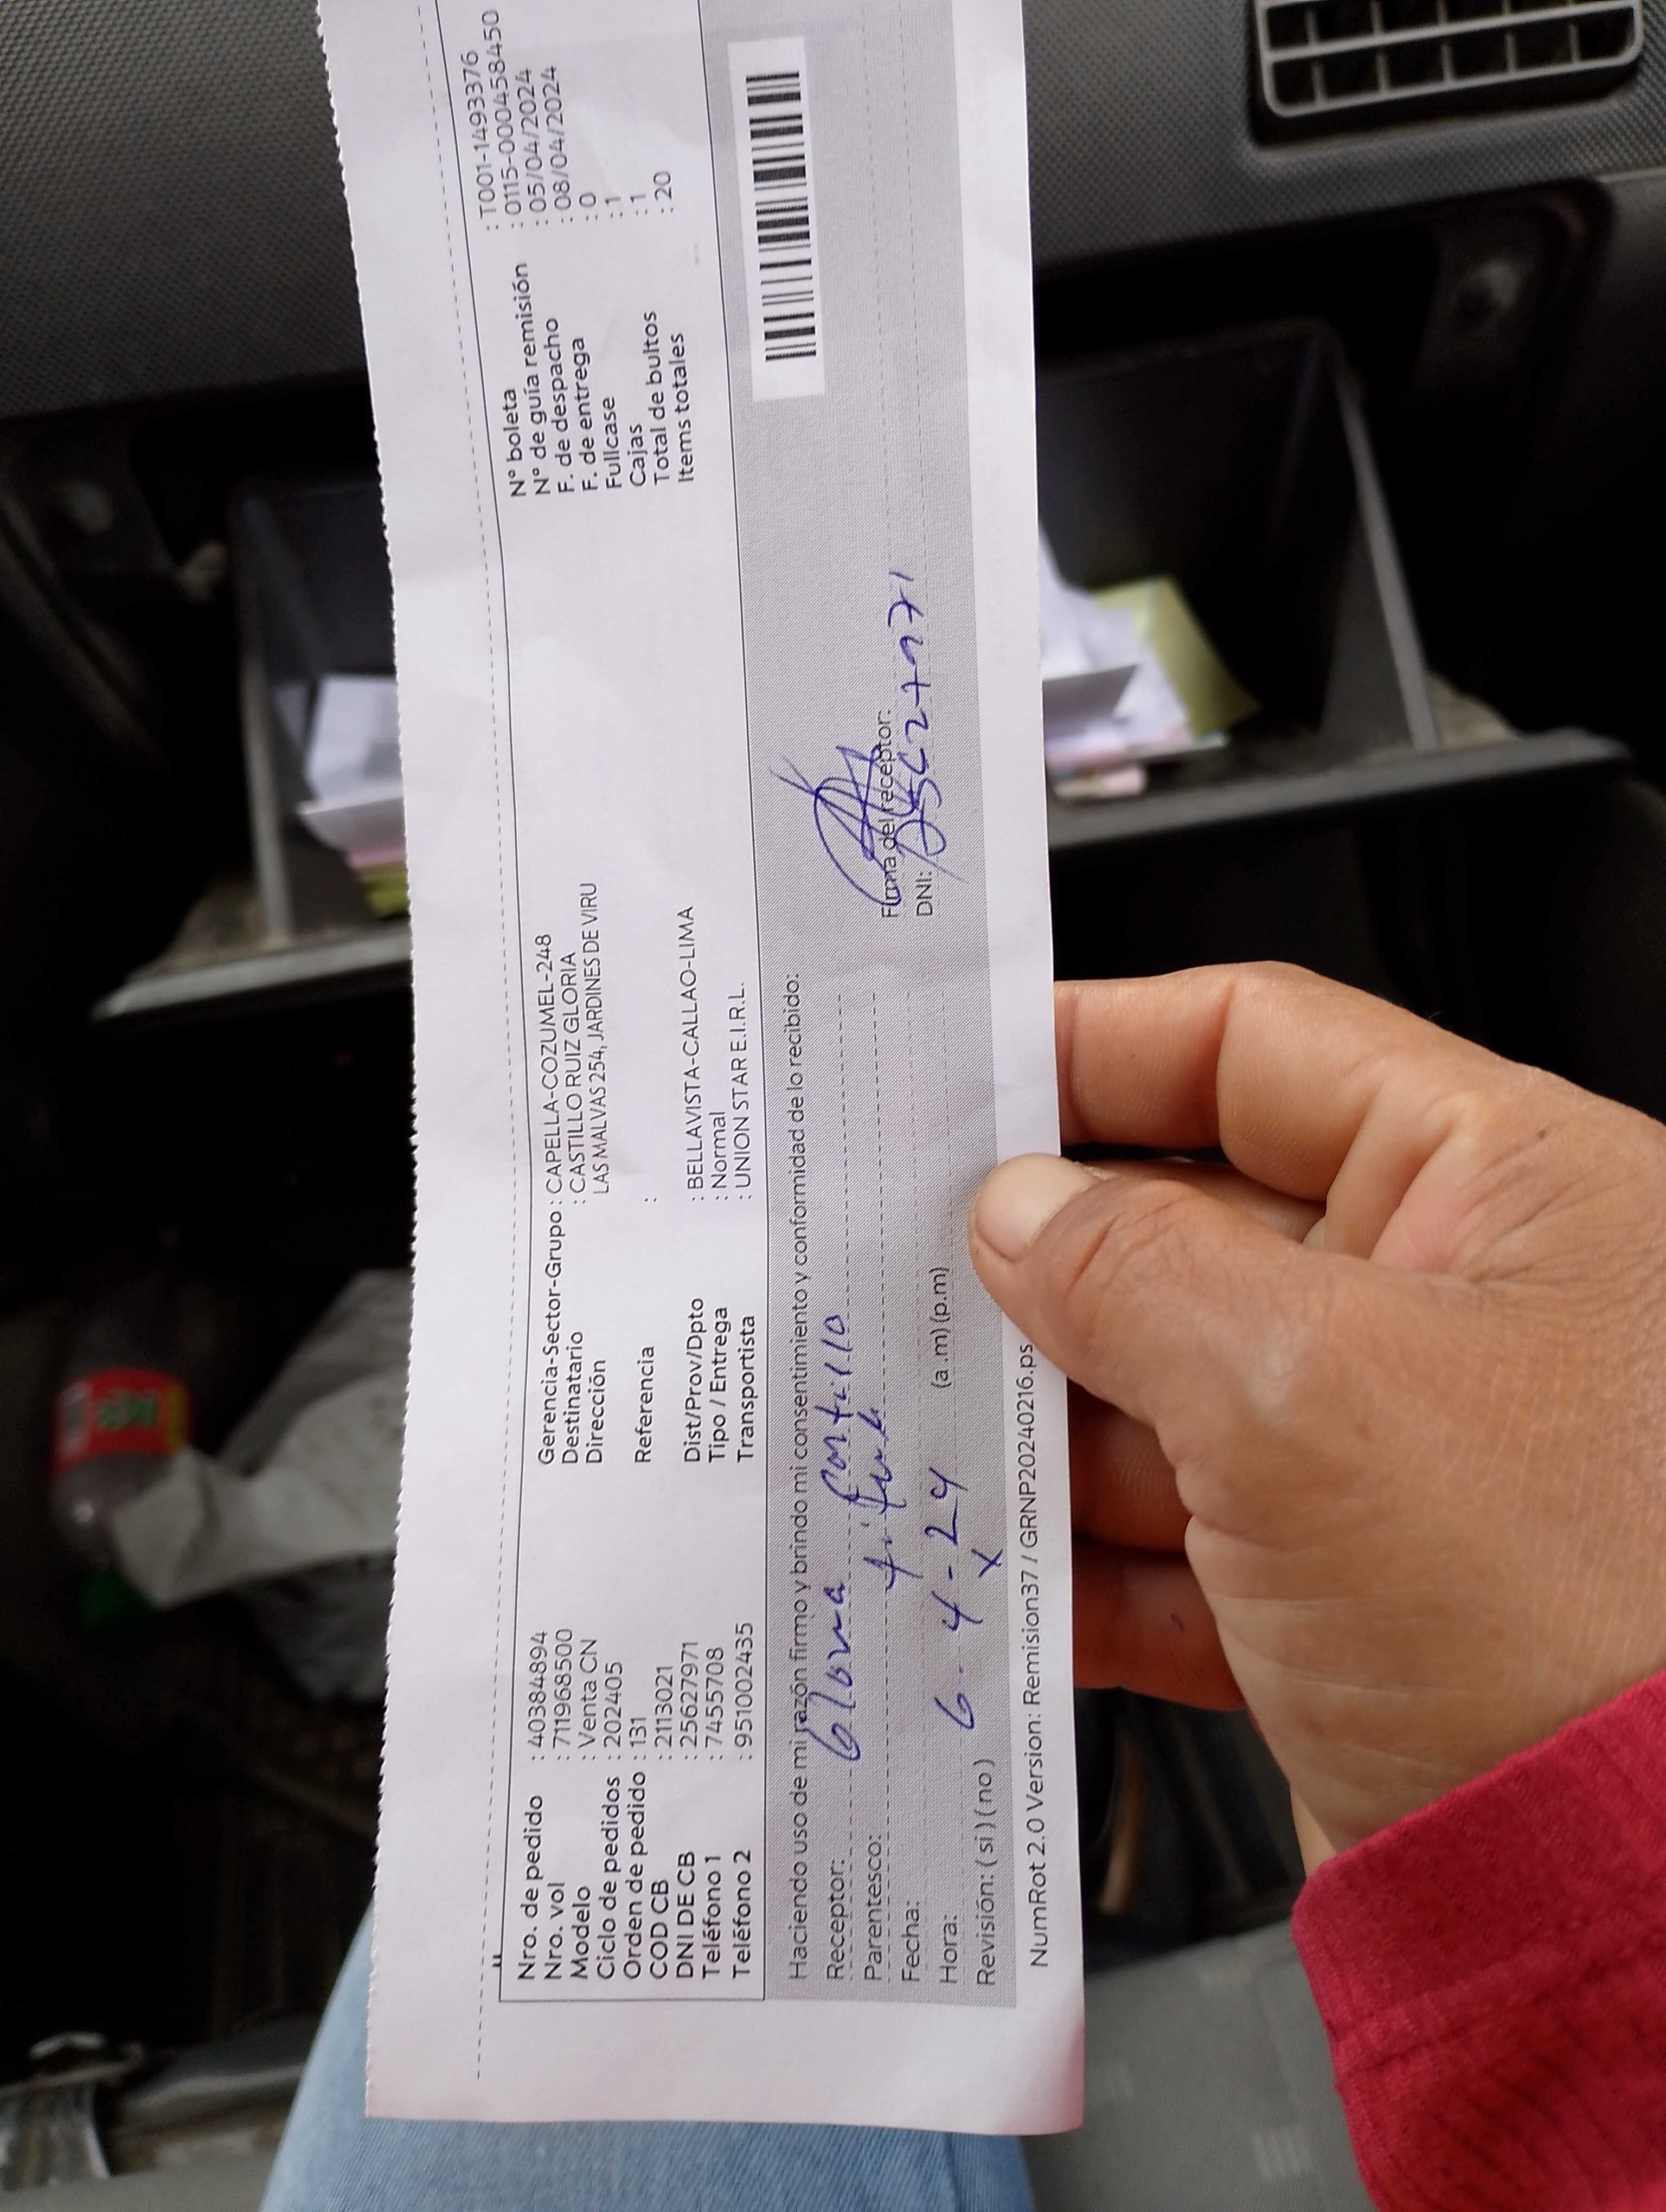 Nro. de pedido : 40384894
Nro. vol : 711968500
Modelo : Venta CN
Ciclo de pedidos : 202405
Orden de pedido : 131
COD CB : 2113021
DNI DE CB : 25627971
Teléfono 1 : 7455708
Teléfono 2 : 951002435
Gerencia-Sector-Grupo : CAPELLA-COZUMEL-248
Destinatario : CASTILLO RUIZ GLORIA
Dirección LAS MALVAS 254, JARDINES DE VIRU
Referencia :
Dist/Prov/Dpto : BELLAVISTA-CALLAO-LIMA
Tipo / Entrega : Normal
Transportista : UNION STAR E.I.R.L.
Nº boleta : T001-1493376
Nº de guía remisión : 0115-0000458450
F. de despacho : 05/04/2024
F. de entrega : 08/04/2024
Fullcase : 0
Cajas : 1
Total de bultos : 1
Items totales : 20
Haciendo uso de mi razón firmo y brindo mi consentimiento y conformidad de lo recibido:
Receptor: Gloria Castillo
Parentesco:
Fecha: 6-4-24
Hora: (a.m) (p.m)
Revisión: ( si ) ( no ) x
Firma del receptor:
DNI:
NumRot 2.0 Version: Remision37 / GRNP20240216.ps